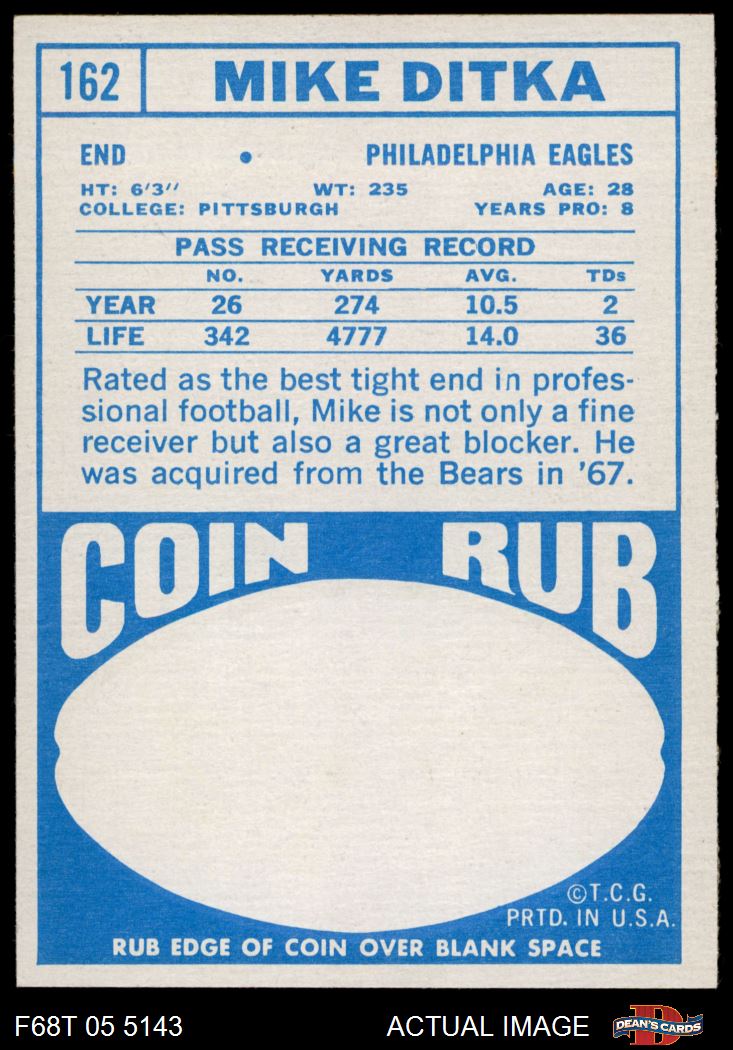 162 MIKE DITKA
END • PHILADELPHIA EAGLES
HT: 6'3″ WT: 235 AGE: 28
COLLEGE: PITTSBURGH YEARS PRO: 8
PASS RECEIVING RECORD
NO. YARDS AVG. TDs
YEAR 26 274 10.5 2
LIFE 342 4777 14.0 36
Rated as the best tight end in profes-
sional football, Mike is not only a fine
receiver but also a great blocker. He
was acquired from the Bears in '67.
COIN RUB
©T.C.G.
PRTD. IN U.S.A.
RUB EDGE OF COIN OVER BLANK SPACE
F68T 05 5143 ACTUAL IMAGE D DEAN'S CARDS